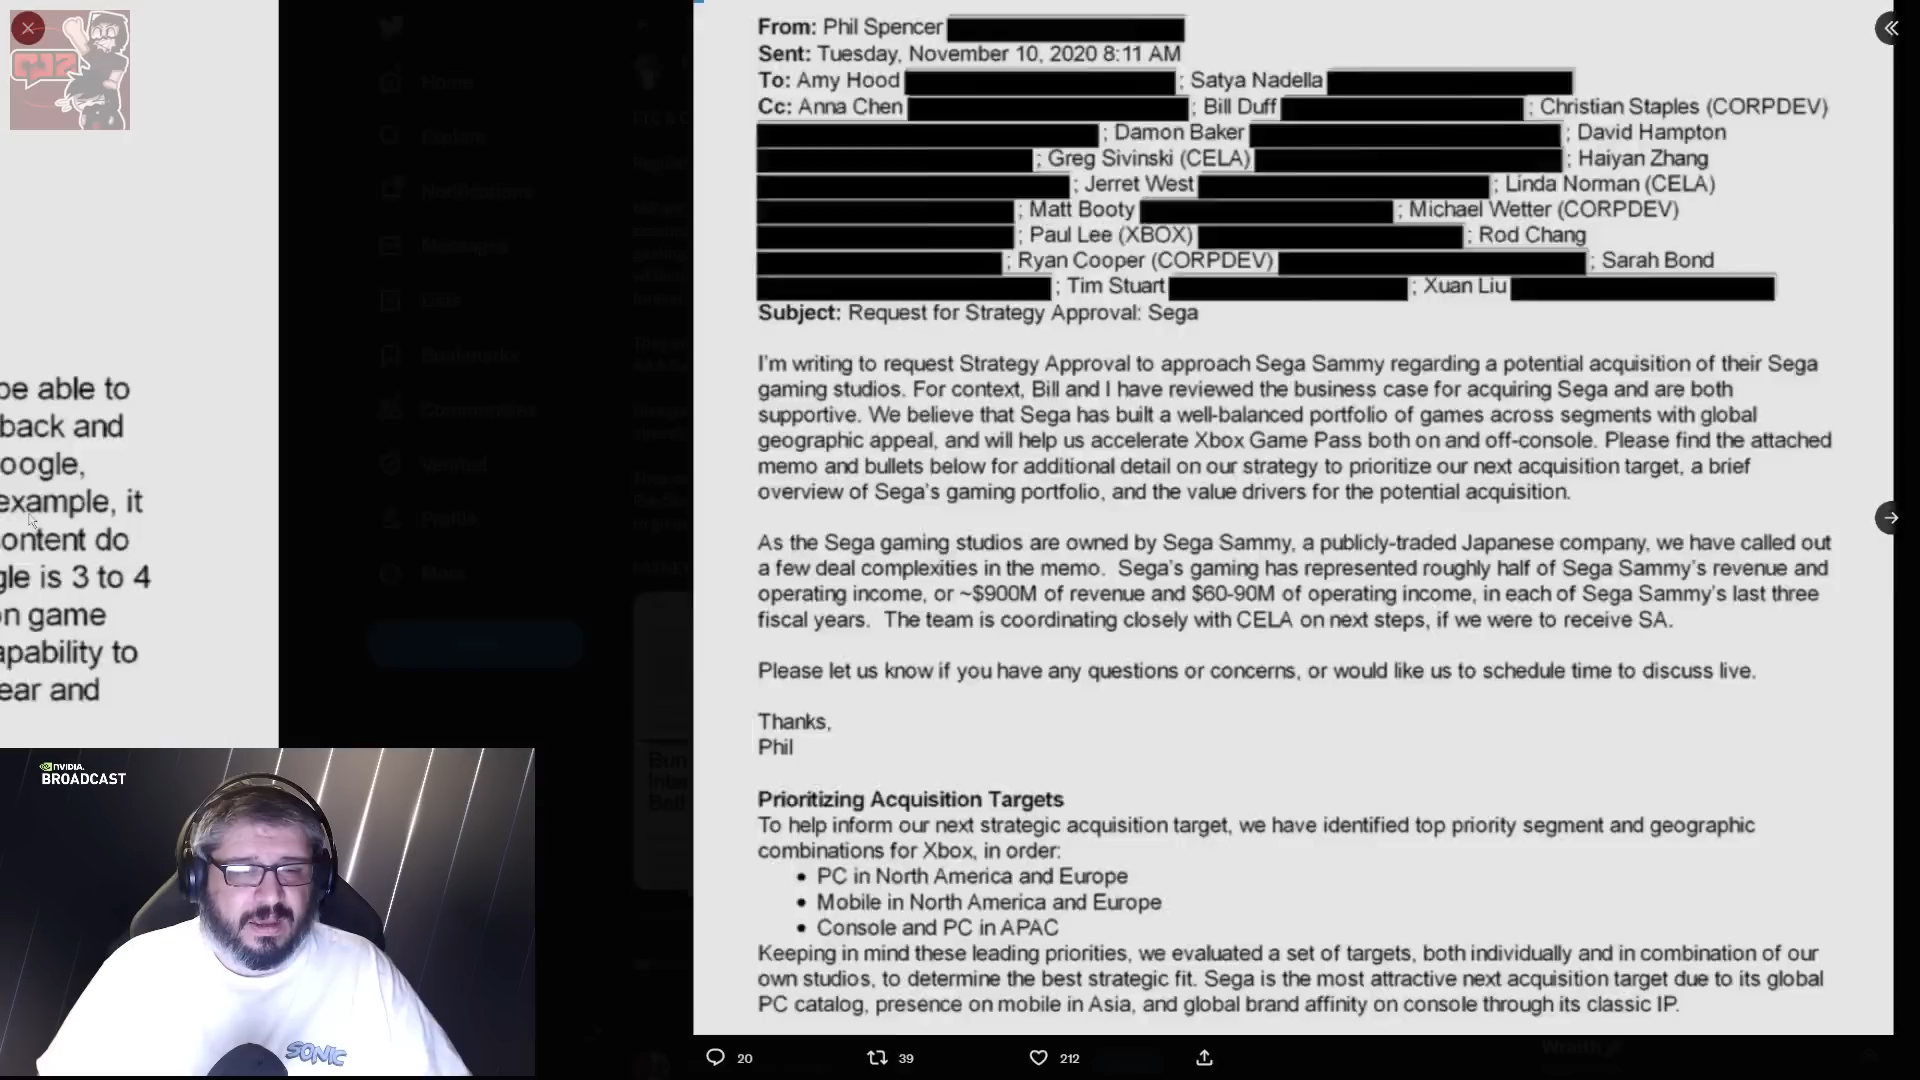 CJ?
be able to
back and
oogle,
example, it
ontent do
gle is 3 to 4
on game
apability to
ear and
Home
Explore
Notifications
Messages
Lists
Bookmarks
Communities
Verified
Profile
More
From: Phil Spencer
Sent: Tuesday, November 10, 2020 8:11 AM
To: Amy Hood ; Satya Nadella
Cc: Anna Chen ; Bill Duff ; Christian Staples (CORPDEV)
; Damon Baker ; David Hampton
; Greg Sivinski (CELA) ; Haiyan Zhang
; Jerret West ; Linda Norman (CELA)
; Matt Booty ; Michael Wetter (CORPDEV)
; Paul Lee (XBOX) ; Rod Chang
; Ryan Cooper (CORPDEV) ; Sarah Bond
; Tim Stuart ; Xuan Liu
Subject: Request for Strategy Approval: Sega
I'm writing to request Strategy Approval to approach Sega Sammy regarding a potential acquisition of their Sega
gaming studios. For context, Bill and I have reviewed the business case for acquiring Sega and are both
supportive. We believe that Sega has built a well-balanced portfolio of games across segments with global
geographic appeal, and will help us accelerate Xbox Game Pass both on and off-console. Please find the attached
memo and bullets below for additional detail on our strategy to prioritize our next acquisition target, a brief
overview of Sega's gaming portfolio, and the value drivers for the potential acquisition.
As the Sega gaming studios are owned by Sega Sammy, a publicly-traded Japanese company, we have called out
a few deal complexities in the memo. Sega's gaming has represented roughly half of Sega Sammy's revenue and
operating income, or ~$900M of revenue and $60-90M of operating income, in each of Sega Sammy's last three
fiscal years. The team is coordinating closely with CELA on next steps, if we were to receive SA.
Please let us know if you have any questions or concerns, or would like us to schedule time to discuss live.
Thanks,
Phil
Prioritizing Acquisition Targets
To help inform our next strategic acquisition target, we have identified top priority segment and geographic
combinations for Xbox, in order:
• PC in North America and Europe
• Mobile in North America and Europe
• Console and PC in APAC
Keeping in mind these leading priorities, we evaluated a set of targets, both individually and in combination of our
own studios, to determine the best strategic fit. Sega is the most attractive next acquisition target due to its global
PC catalog, presence on mobile in Asia, and global brand affinity on console through its classic IP.
20 39 212
NVIDIA.
BROADCAST
SONIC